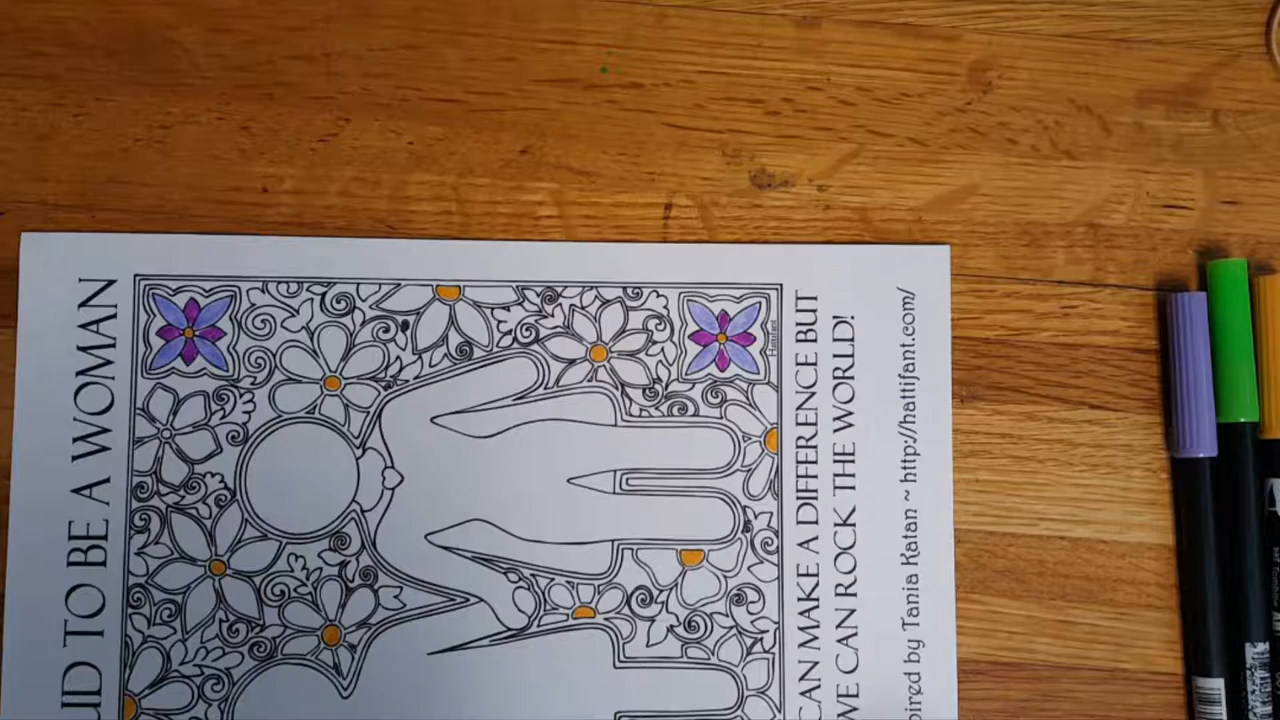 UD TO BE A WOMAN
Hattifant
CAN MAKE A DIFFERENCE BUT
WE CAN ROCK THE WORLD!
pired by Tania Katan ~ http://hattifant.com/